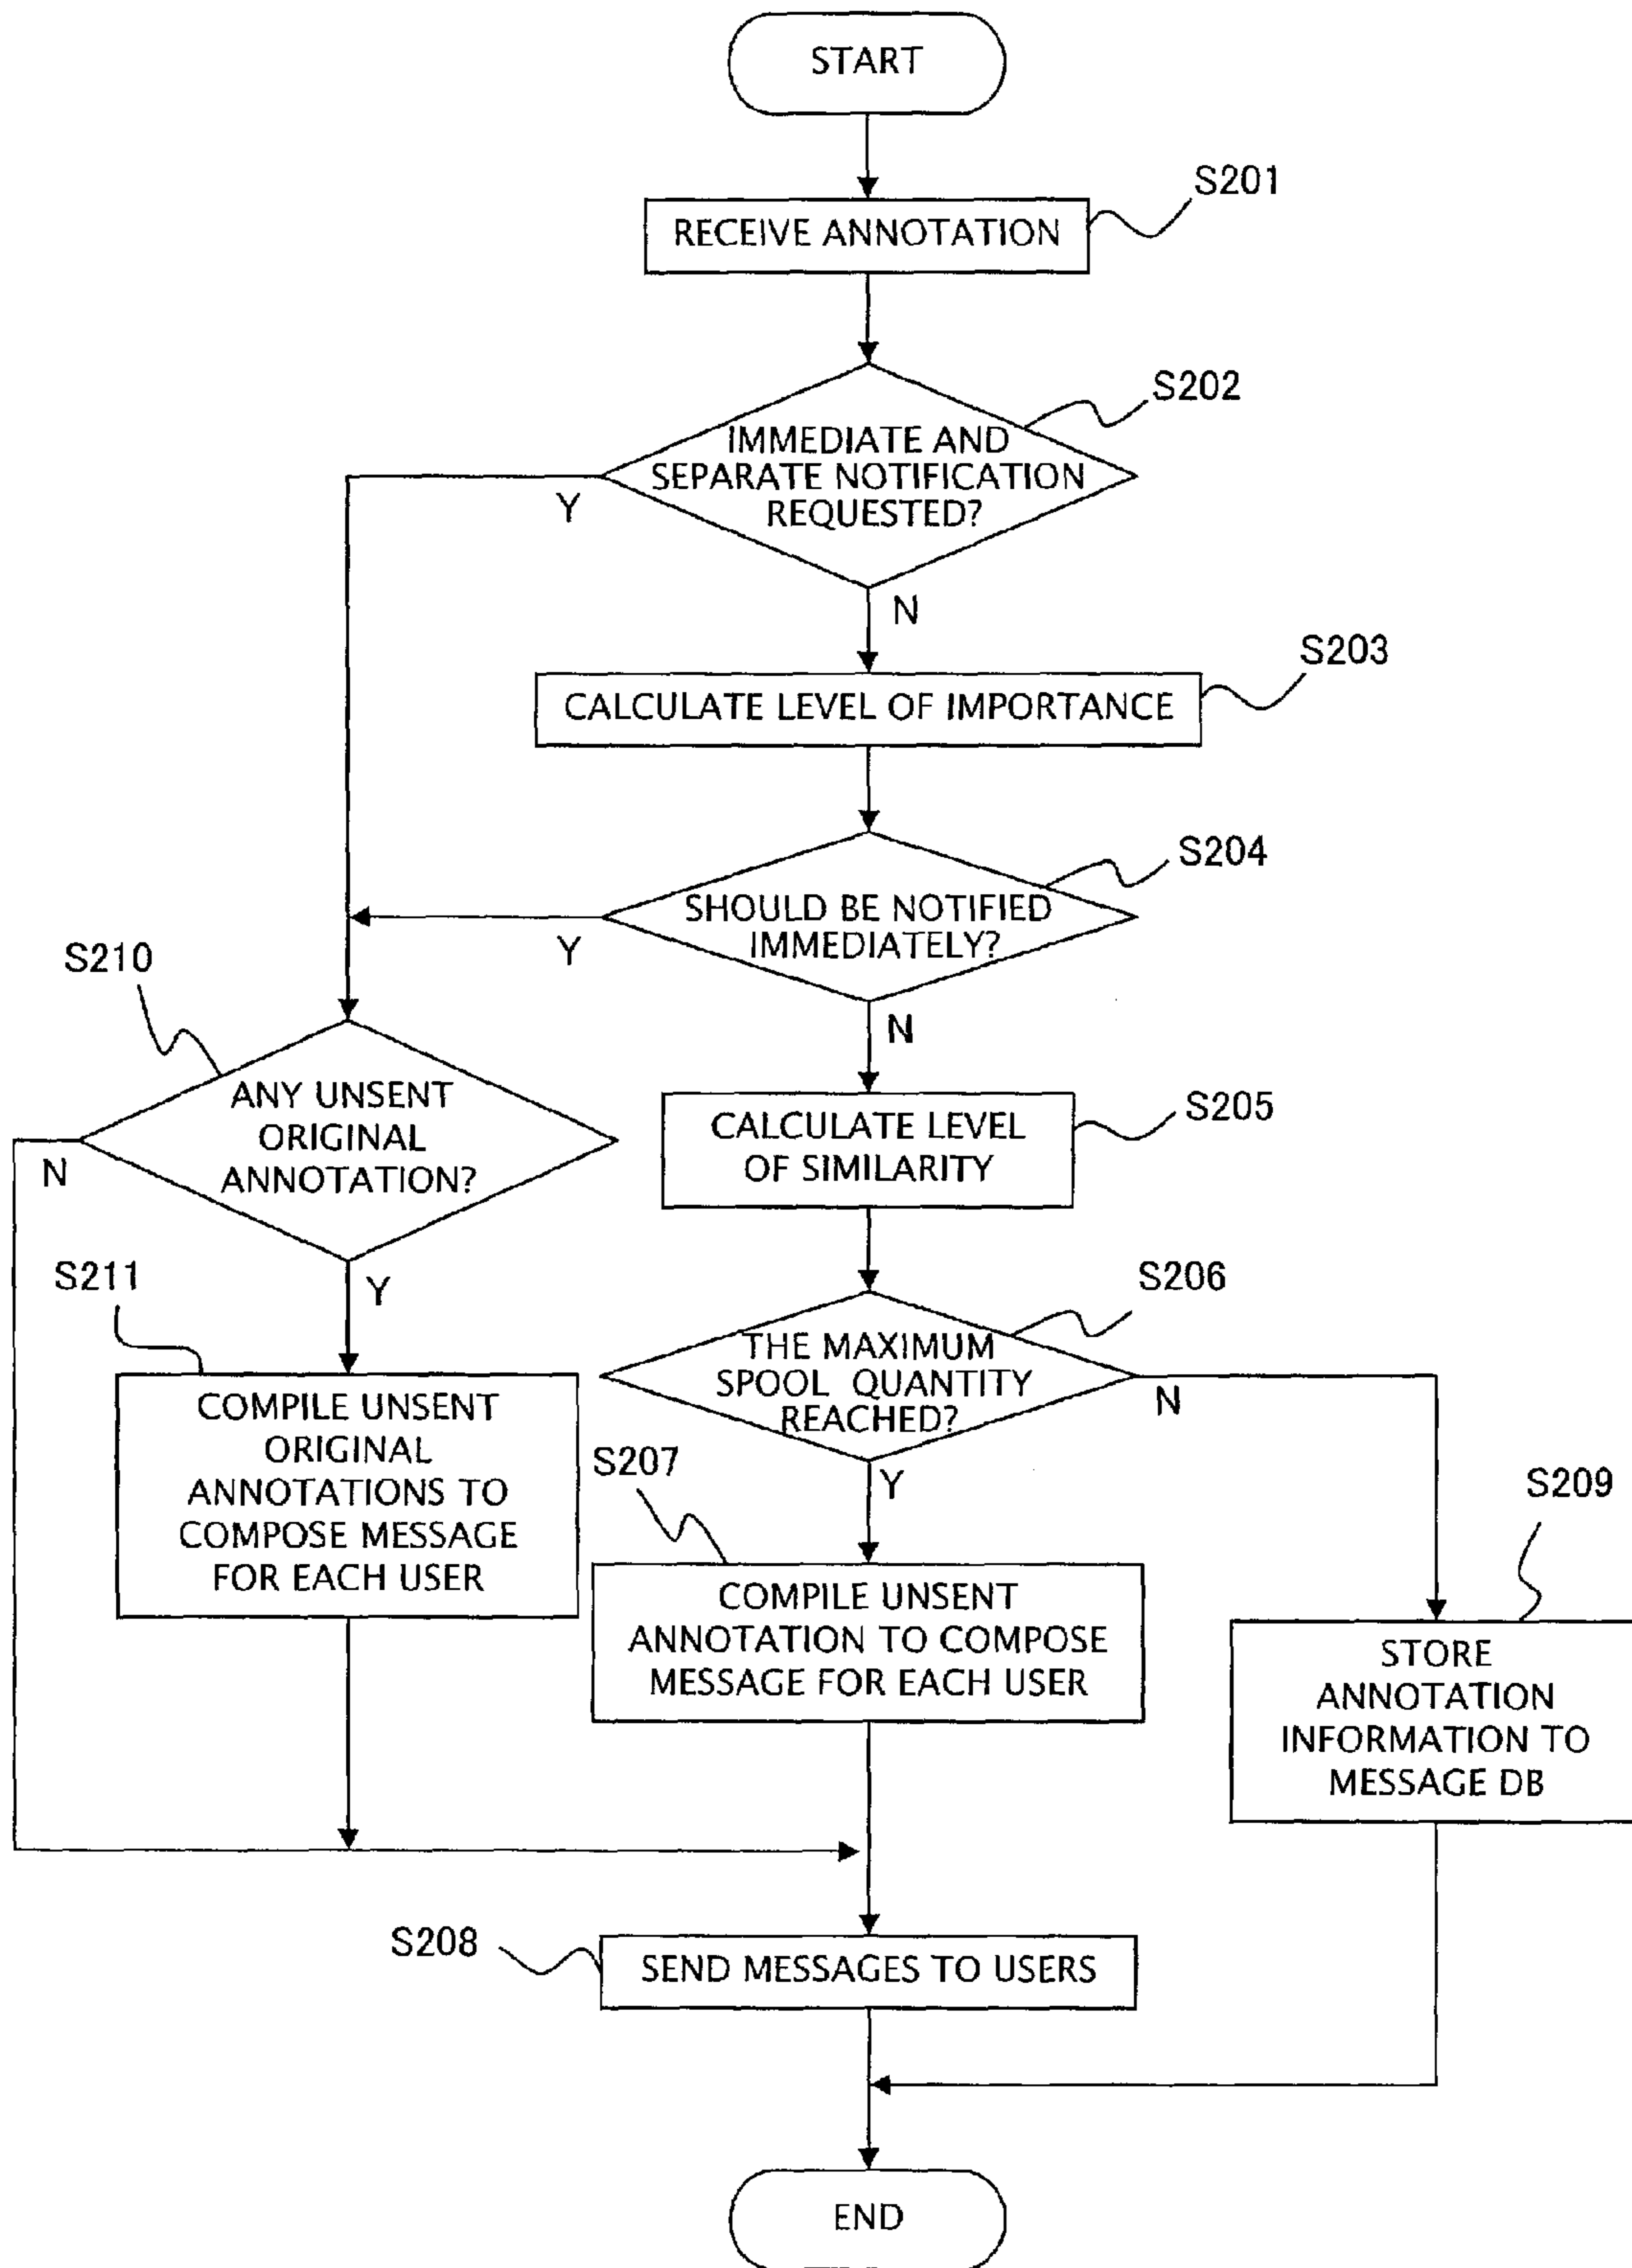 START
S201
RECEIVE ANNOTATION
S202
IMMEDIATE AND
SEPARATE NOTIFICATION
REQUESTED?
Y
N
S203
CALCULATE LEVEL OF IMPORTANCE
S204
SHOULD BE NOTIFIED
IMMEDIATELY?
Y
N
S210
ANY UNSENT
ORIGINAL
ANNOTATION?
N
Y
S205
CALCULATE LEVEL
OF SIMILARITY
S211
COMPILE UNSENT
ORIGINAL
ANNOTATIONS TO
COMPOSE MESSAGE
FOR EACH USER
S206
THE MAXIMUM
SPOOL QUANTITY
REACHED?
N
Y
S207
COMPILE UNSENT
ANNOTATION TO COMPOSE
MESSAGE FOR EACH USER
S209
STORE
ANNOTATION
INFORMATION TO
MESSAGE DB
S208
SEND MESSAGES TO USERS
END